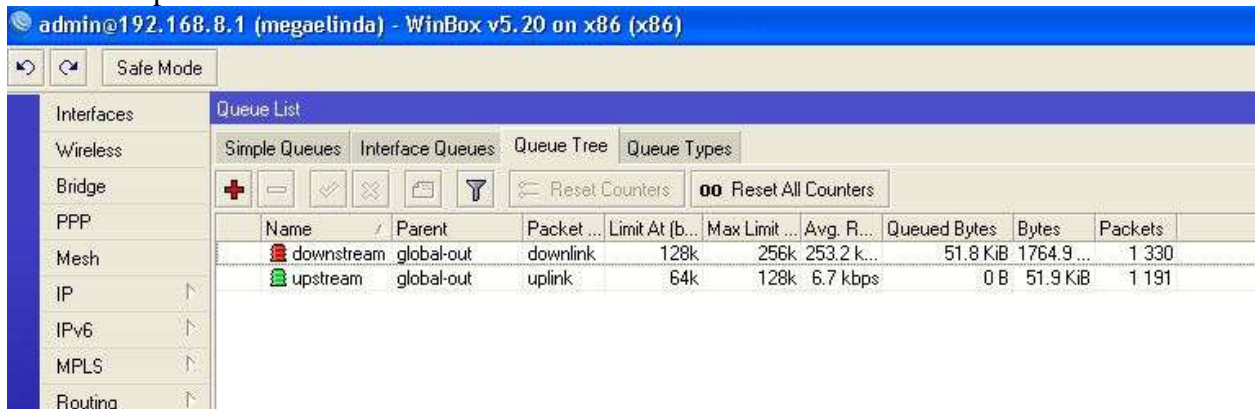 admin@192.168.8.1 (megaelinda) - WinBox v5.20 on x86 (x86)
Safe Mode
Interfaces
Wireless
Bridge
PPP
Mesh
IP
IPv6
MPLS
Routing
Queue List
Simple Queues Interface Queues Queue Tree Queue Types
Reset Counters 00 Reset All Counters
Name Parent Packet ... Limit At (b... Max Limit ... Avg. R... Queued Bytes Bytes Packets
downstream global-out downlink 128k 256k 253.2 k... 51.8 KiB 1764.9 ... 1 330
upstream global-out uplink 64k 128k 6.7 kbps 0 B 51.9 KiB 1 191